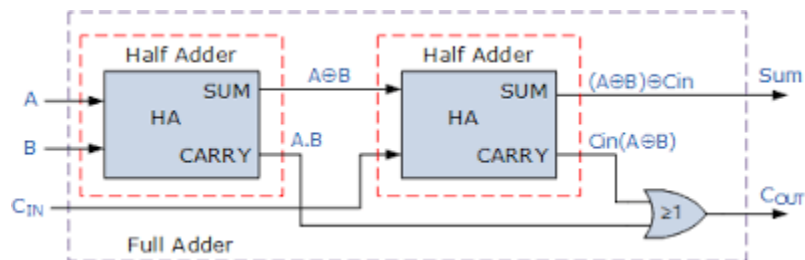 Half Adder
Half Adder
A
SUM
A⊕B
SUM
(A⊕B)⊕Cin
Sum
HA
HA
B
CARRY
A.B
CARRY
Cin(A⊕B)
CIN
≥1
COUT
Full Adder